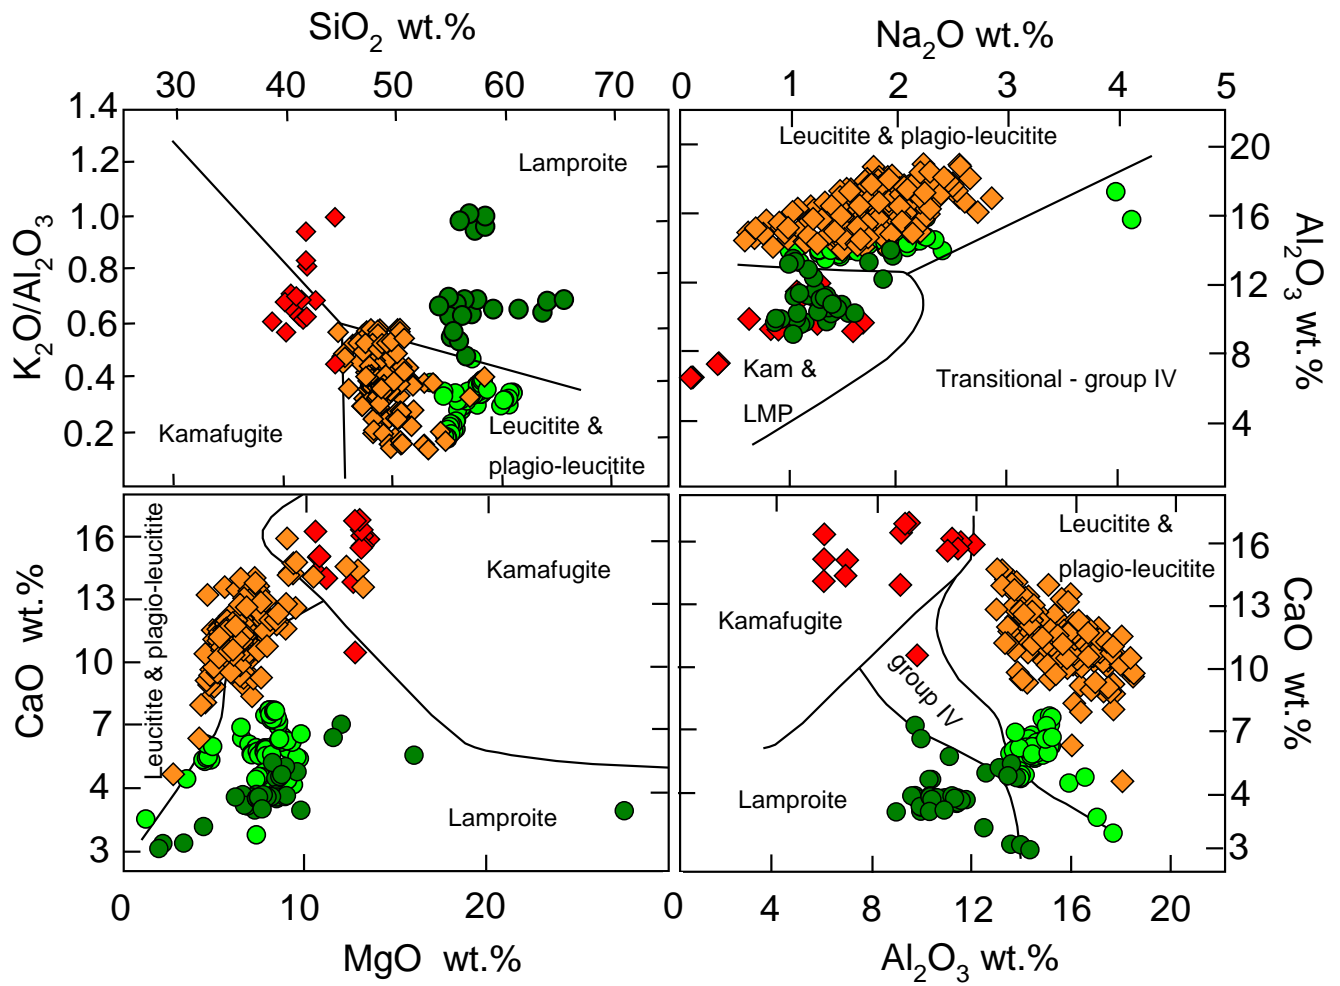 SiO2 wt.%
Na2O wt.%
30 40 50 60 70
0 1 2 3 4 5
1.4
1.2
1.0
0.8
0.6
0.4
0.2
K2O/Al2O3
Lamproite
Kamafugite
Leucitite &
plagio-leucitite
Leucitite & plagio-leucitite
Kam &
LMP
Transitional - group IV
20
16
12
8
4
Al2O3 wt.%
16
13
10
7
4
3
CaO wt.%
Leucitite & plagio-leucitite
Kamafugite
Lamproite
Leucitite &
plagio-leucitite
Kamafugite
group IV
Lamproite
16
13
10
7
4
3
CaO wt.%
0 10 20
0 4 8 12 16 20
MgO wt.%
Al2O3 wt.%